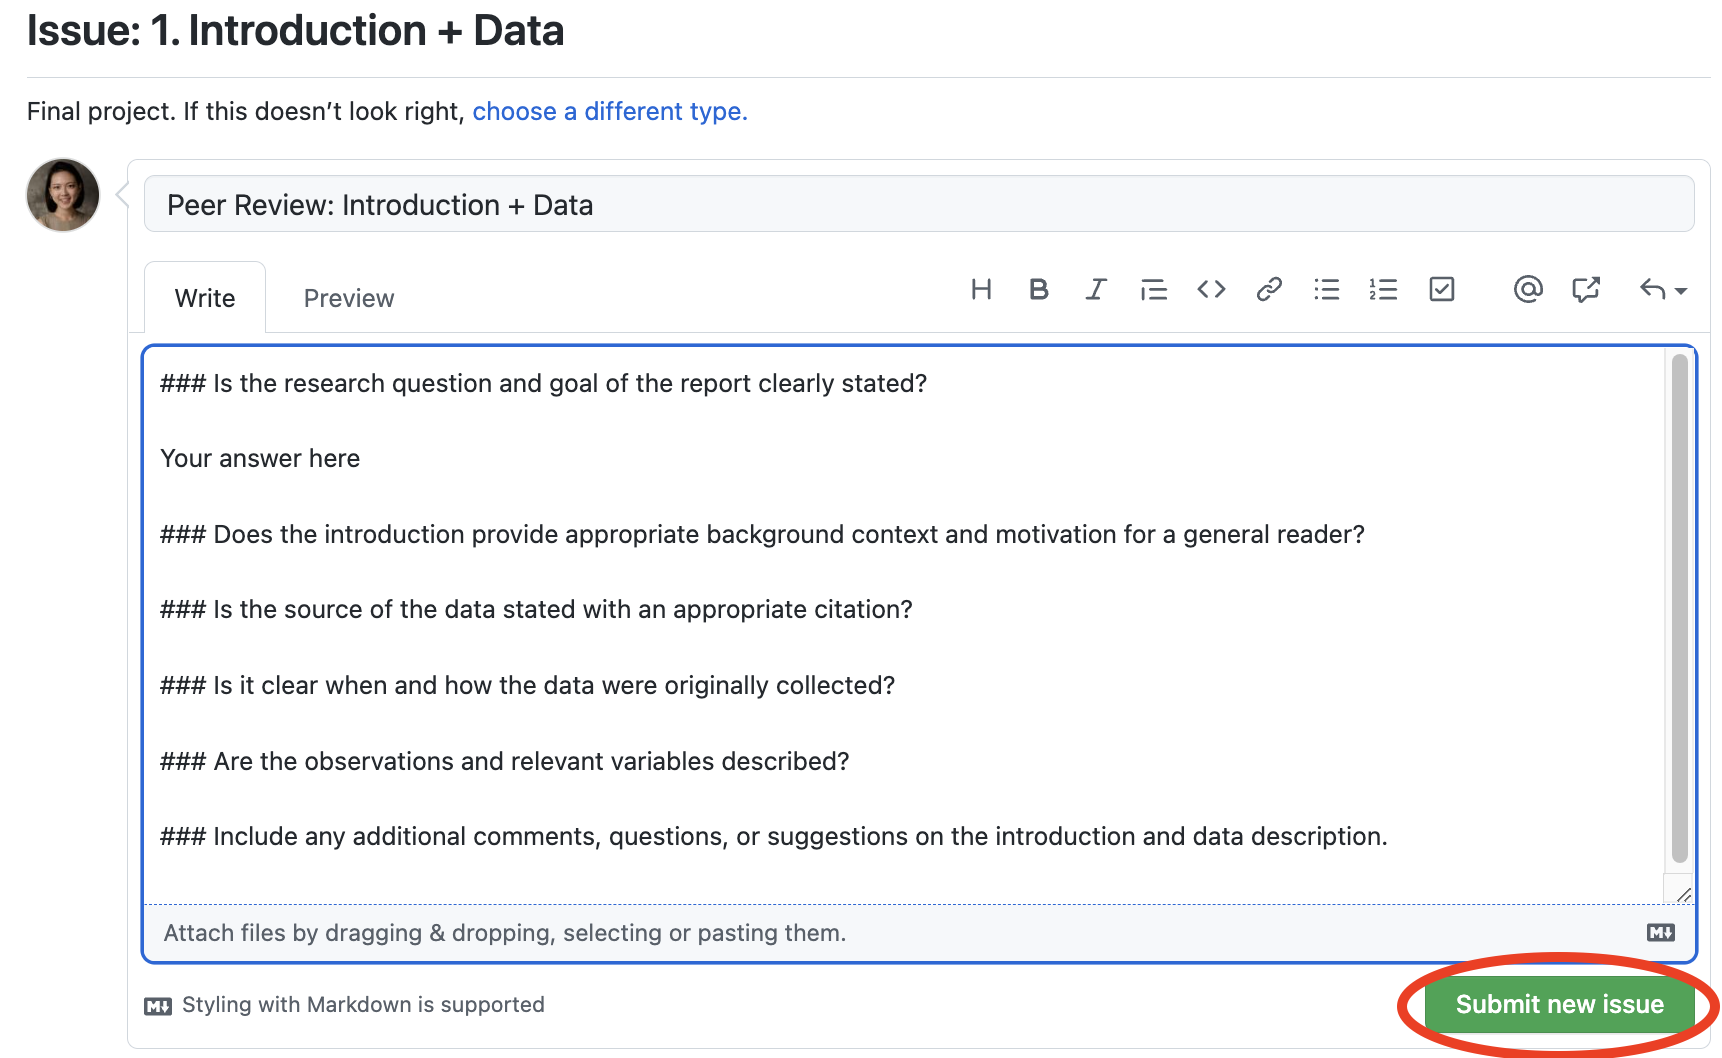 Issue: 1. Introduction + Data
Final project. If this doesn’t look right, choose a different type.
Peer Review: Introduction + Data
Write
Preview
### Is the research question and goal of the report clearly stated?
Your answer here
### Does the introduction provide appropriate background context and motivation for a general reader?
### Is the source of the data stated with an appropriate citation?
### Is it clear when and how the data were originally collected?
### Are the observations and relevant variables described?
### Include any additional comments, questions, or suggestions on the introduction and data description.
Attach files by dragging & dropping, selecting or pasting them.
Styling with Markdown is supported
Submit new issue